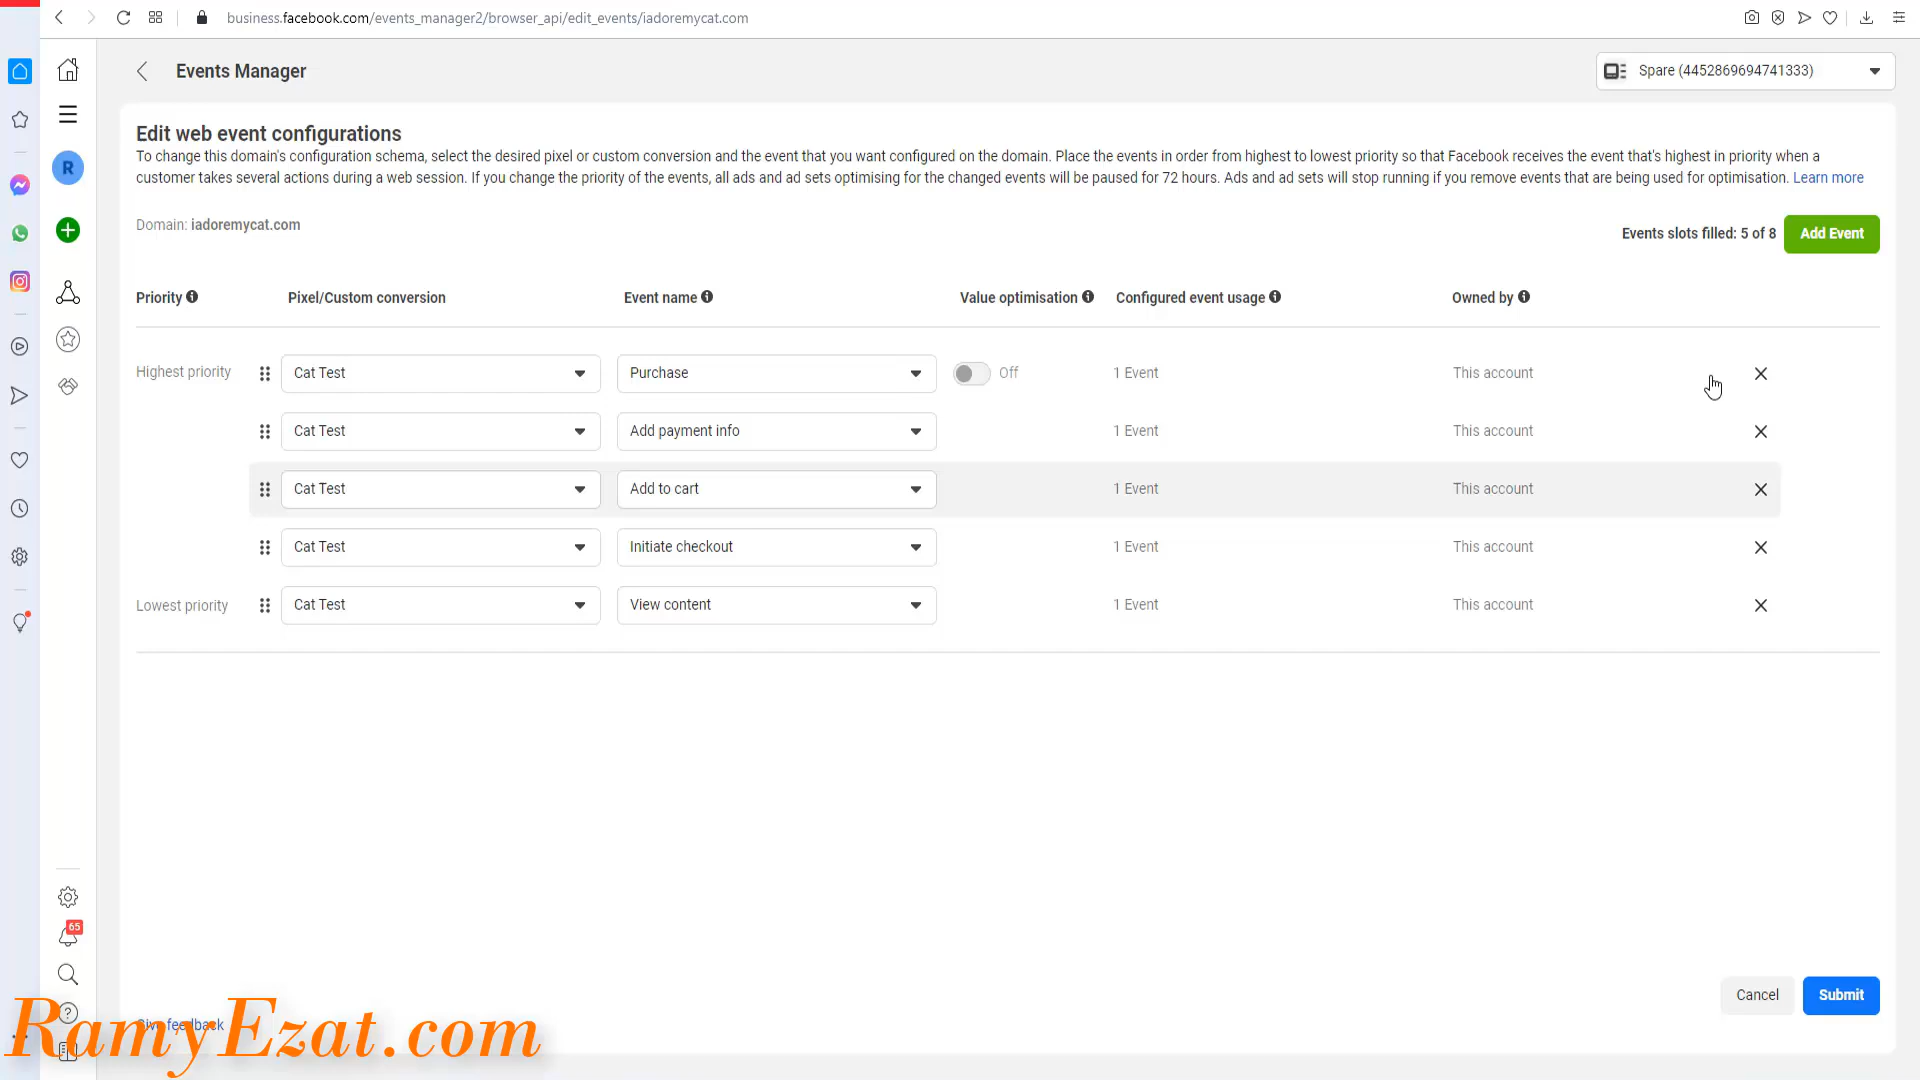 business.facebook.com/events_manager2/browser_api/edit_events/iadoremycat.com
Events Manager
Spare (4452869694741333)
R
Edit web event configurations
To change this domain's configuration schema, select the desired pixel or custom conversion and the event that you want configured on the domain. Place the events in order from highest to lowest priority so that Facebook receives the event that's highest in priority when a
customer takes several actions during a web session. If you change the priority of the events, all ads and ad sets optimising for the changed events will be paused for 72 hours. Ads and ad sets will stop running if you remove events that are being used for optimisation. Learn more
Domain: iadoremycat.com
Events slots filled: 5 of 8 Add Event
Priority Pixel/Custom conversion Event name Value optimisation Configured event usage Owned by
Highest priority Cat Test Purchase Off 1 Event This account
Cat Test Add payment info 1 Event This account
Cat Test Add to cart 1 Event This account
Cat Test Initiate checkout 1 Event This account
Lowest priority Cat Test View content 1 Event This account
65
Cancel Submit
Give feedback
RamyEzat.com